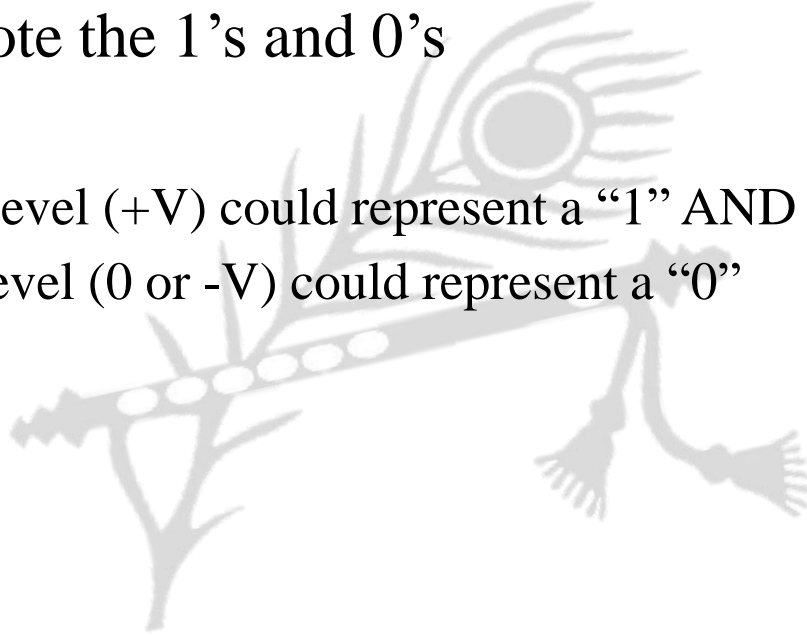 ote the 1’s and 0’s
evel (+V) could represent a “1” AND
evel (0 or -V) could represent a “0”